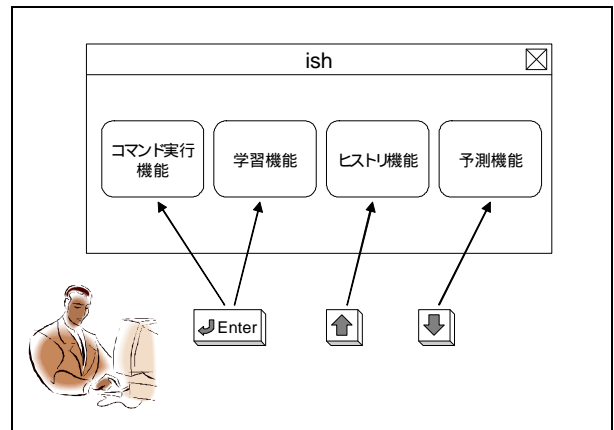 ish
コマンド実行
機能
学習機能
ヒストリ機能
予測機能
Enter